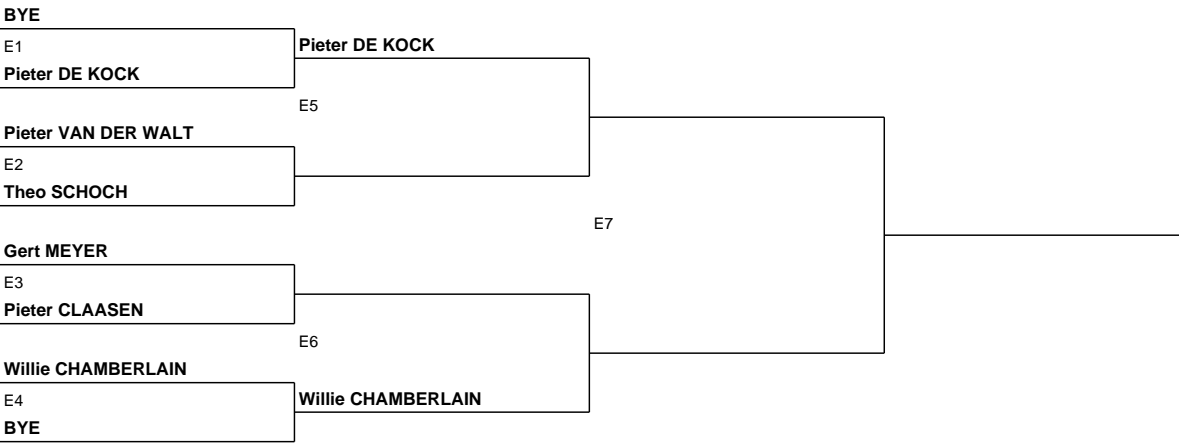 BYE
E1
Pieter DE KOCK
Pieter DE KOCK
E5
Pieter VAN DER WALT
E2
Theo SCHOCH
E7
Gert MEYER
E3
Pieter CLAASEN
E6
Willie CHAMBERLAIN
E4
Willie CHAMBERLAIN
BYE